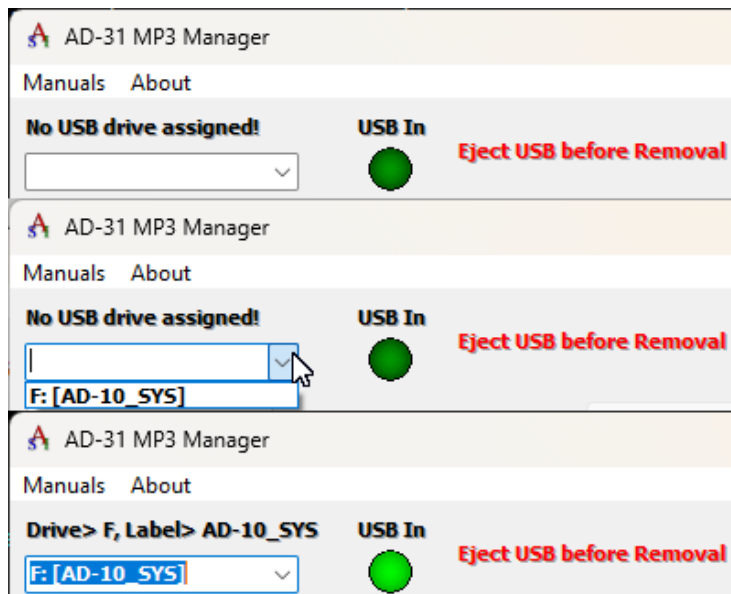 AD-31 MP3 Manager
Manuals About
No USB drive assigned!
USB In
Eject USB before Removal
AD-31 MP3 Manager
Manuals About
No USB drive assigned!
USB In
Eject USB before Removal
F: [AD-10_SYS]
AD-31 MP3 Manager
Manuals About
Drive> F, Label> AD-10_SYS
USB In
Eject USB before Removal
F: [AD-10_SYS]